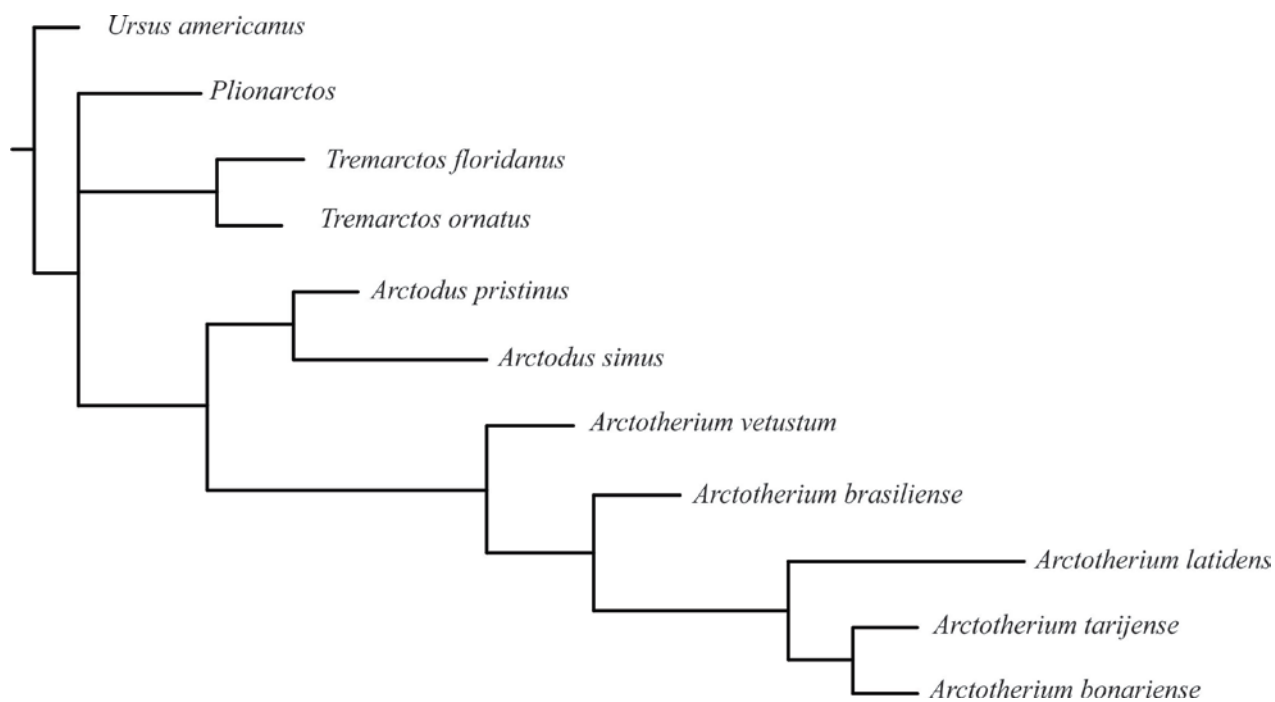 Ursus americanus
Plionarctos
Tremarctos floridanus
Tremarctos ornatus
Arctodus pristinus
Arctodus simus
Arctotherium vetustum
Arctotherium brasiliense
Arctotherium latidens
Arctotherium tarijense
Arctotherium bonariense